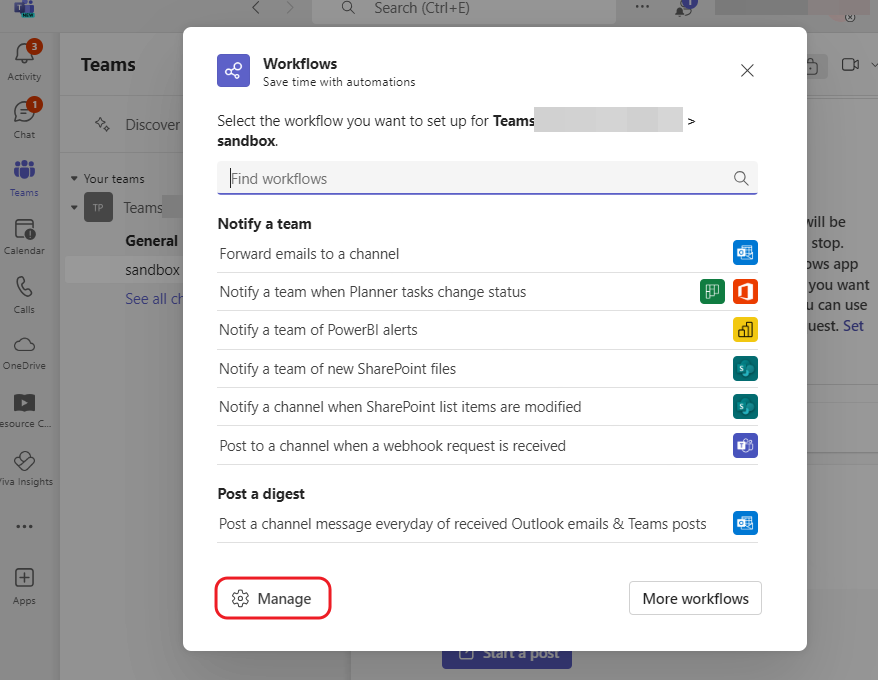 Search (Ctrl+E)
1
3
Activity
1
Chat
Teams
Calendar
Calls
OneDrive
esource C...
Viva Insights
Apps
Teams
Discover
Your teams
TP
Teams
General
sandbox
See all ch
Workflows
Save time with automations
Select the workflow you want to set up for Teams >
sandbox.
Find workflows
Notify a team
Forward emails to a channel
Notify a team when Planner tasks change status
Notify a team of PowerBI alerts
Notify a team of new SharePoint files
Notify a channel when SharePoint list items are modified
Post to a channel when a webhook request is received
Post a digest
Post a channel message everyday of received Outlook emails & Teams posts
Manage
More workflows
will be
stop.
ows app
you want
u can use
uest. Set
Start a post